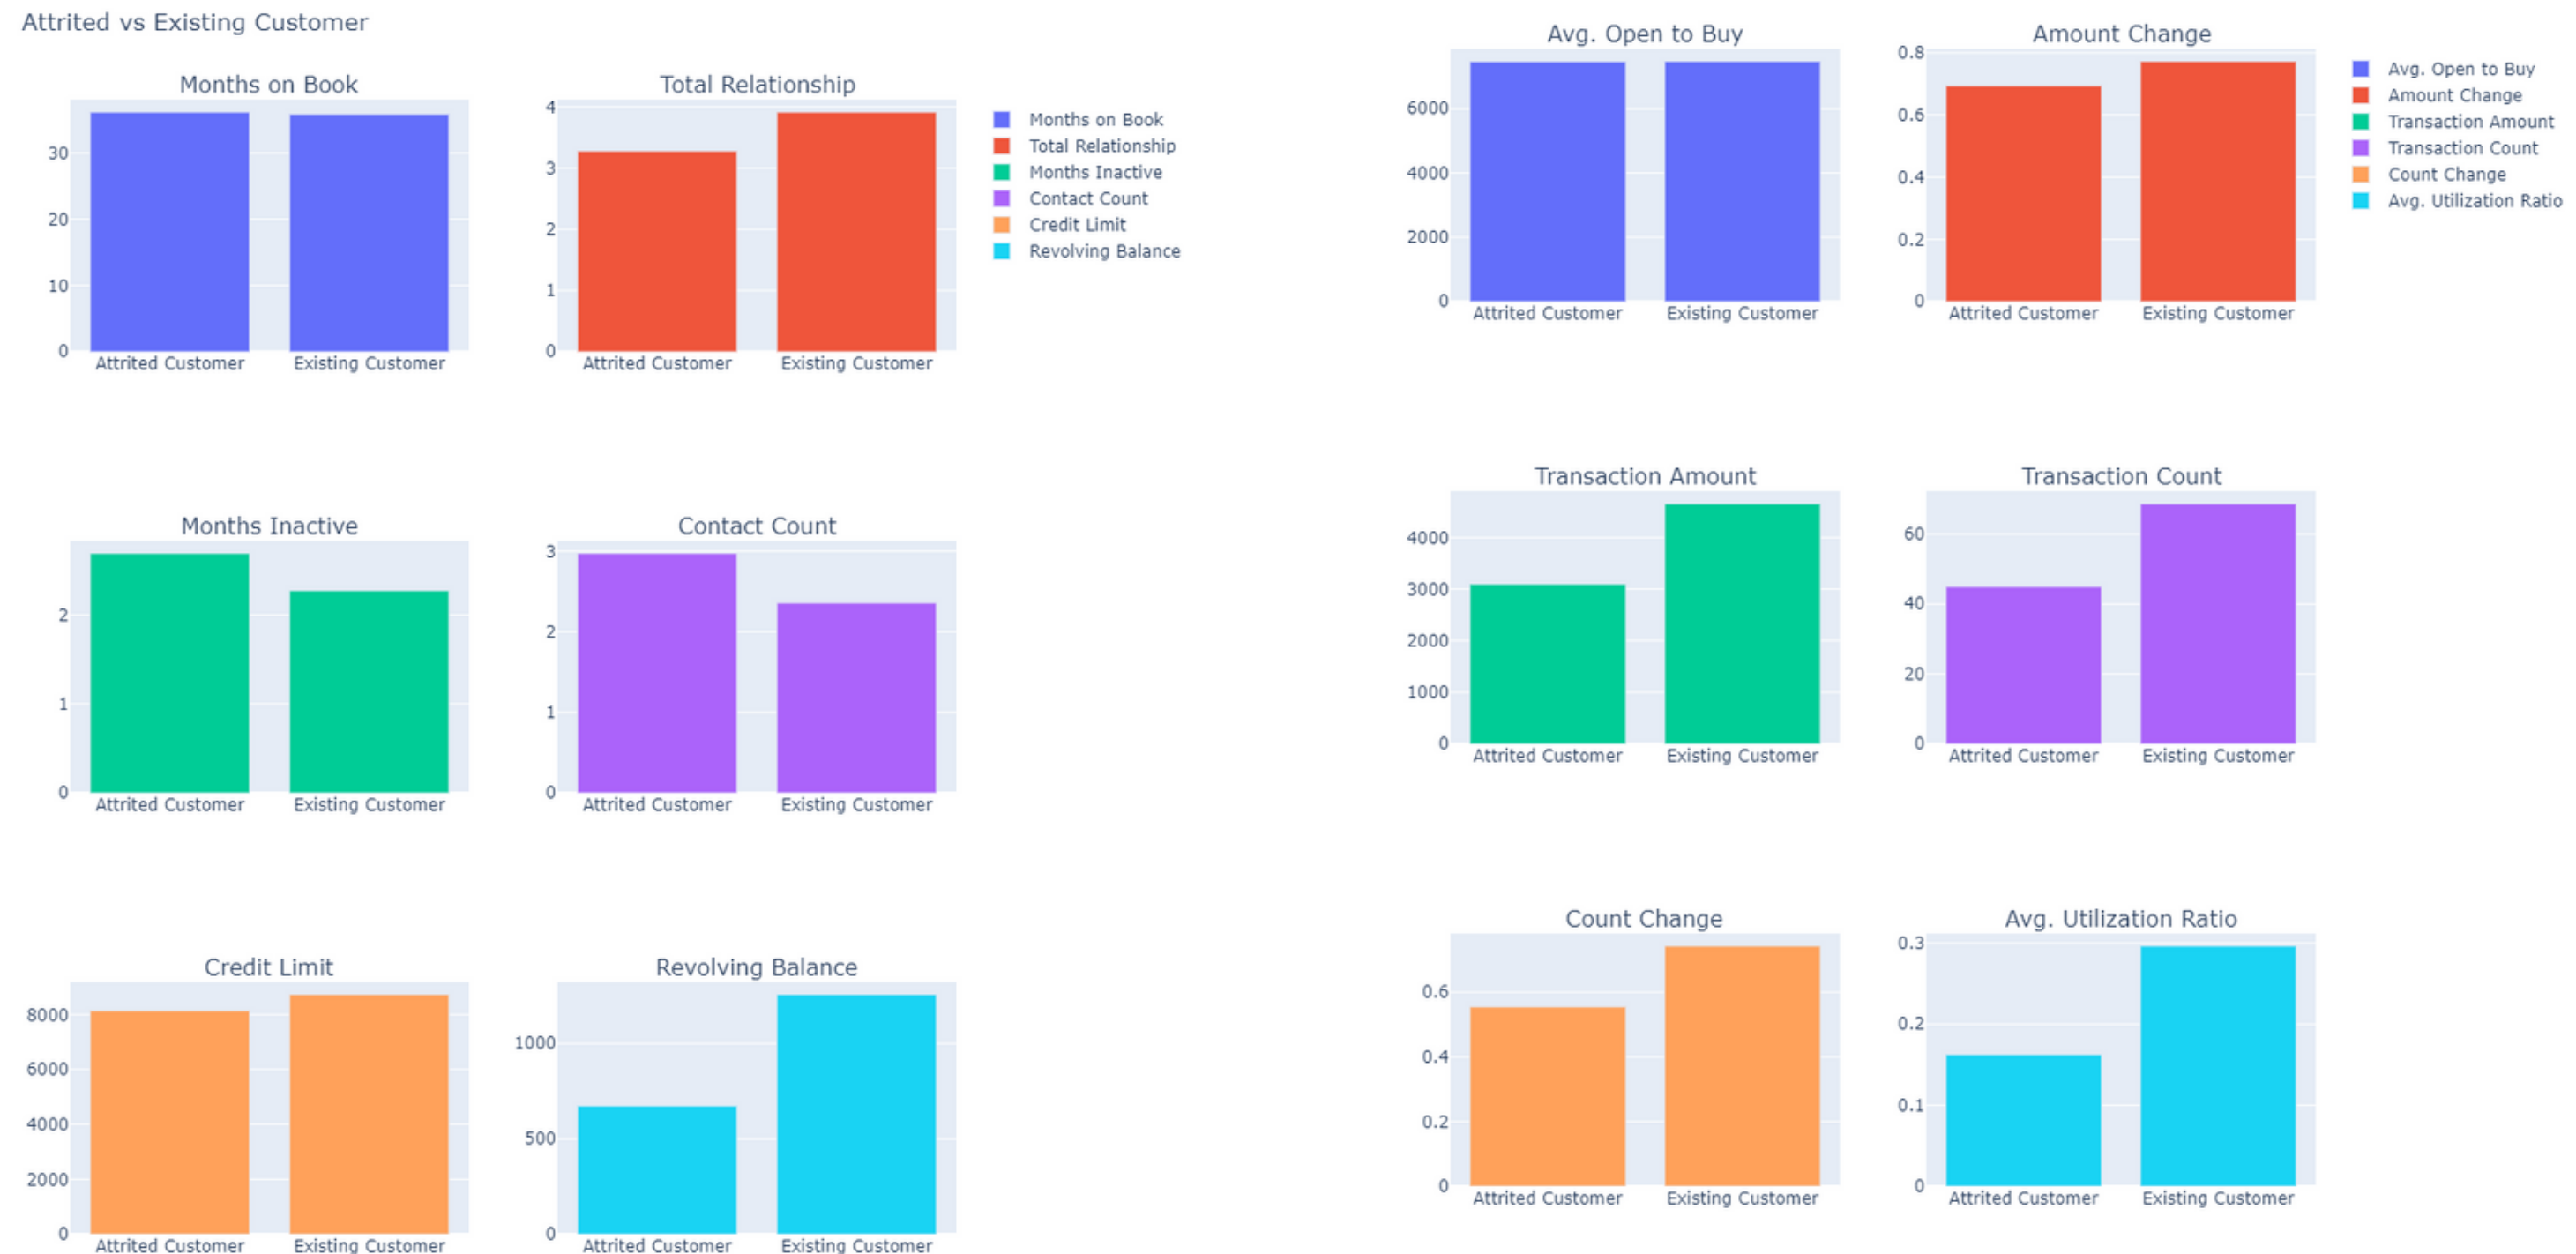 Attrited vs Existing Customer
Months on Book
30
20
10
0
Attrited Customer
Existing Customer
Total Relationship
4
3
2
1
0
Attrited Customer
Existing Customer
Months on Book
Total Relationship
Months Inactive
Contact Count
Credit Limit
Revolving Balance
Months Inactive
2
1
0
Attrited Customer
Existing Customer
Contact Count
3
2
1
0
Attrited Customer
Existing Customer
Credit Limit
8000
6000
4000
2000
0
Attrited Customer
Existing Customer
Revolving Balance
1000
500
0
Attrited Customer
Existing Customer
Avg. Open to Buy
6000
4000
2000
0
Attrited Customer
Existing Customer
Amount Change
0.8
0.6
0.4
0.2
0
Attrited Customer
Existing Customer
Avg. Open to Buy
Amount Change
Transaction Amount
Transaction Count
Count Change
Avg. Utilization Ratio
Transaction Amount
4000
3000
2000
1000
0
Attrited Customer
Existing Customer
Transaction Count
60
40
20
0
Attrited Customer
Existing Customer
Count Change
0.6
0.4
0.2
0
Attrited Customer
Existing Customer
Avg. Utilization Ratio
0.3
0.2
0.1
0
Attrited Customer
Existing Customer